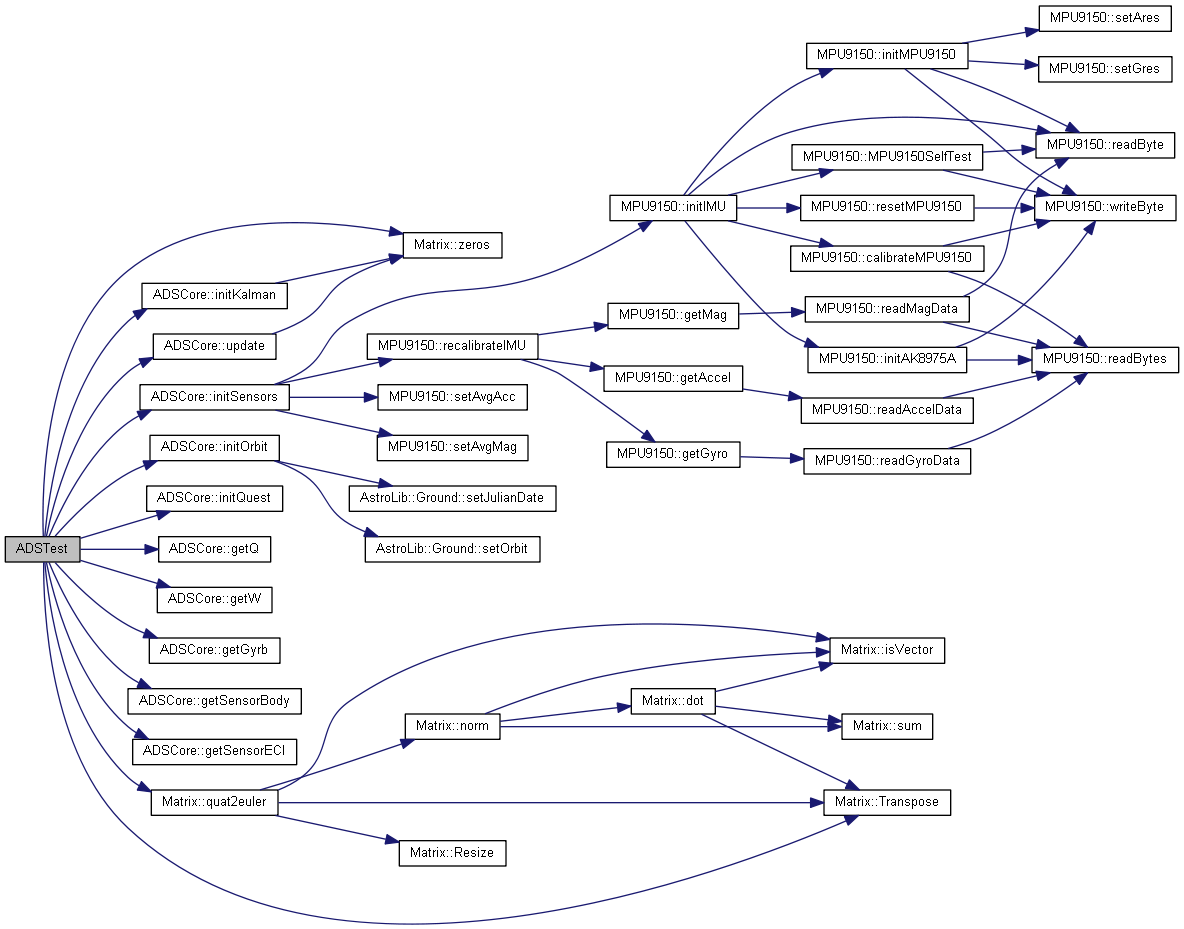 MPU9150::setAres
MPU9150::initMPU9150
MPU9150::setGres
MPU9150::readByte
MPU9150::MPU9150SelfTest
MPU9150::initIMU
MPU9150::resetMPU9150
MPU9150::writeByte
Matrix::zeros
MPU9150::calibrateMPU9150
ADSCore::initKalman
MPU9150::getMag
MPU9150::readMagData
ADSCore::update
MPU9150::recalibrateIMU
MPU9150::initAK8975A
MPU9150::readBytes
MPU9150::getAccel
ADSCore::initSensors
MPU9150::setAvgAcc
MPU9150::readAccelData
ADSCore::initOrbit
MPU9150::setAvgMag
MPU9150::getGyro
MPU9150::readGyroData
ADSCore::initQuest
AstroLib::Ground::setJulianDate
ADSTest
ADSCore::getQ
AstroLib::Ground::setOrbit
ADSCore::getW
ADSCore::getGyrb
Matrix::isVector
ADSCore::getSensorBody
Matrix::dot
Matrix::norm
Matrix::sum
ADSCore::getSensorECI
Matrix::quat2euler
Matrix::Transpose
Matrix::Resize